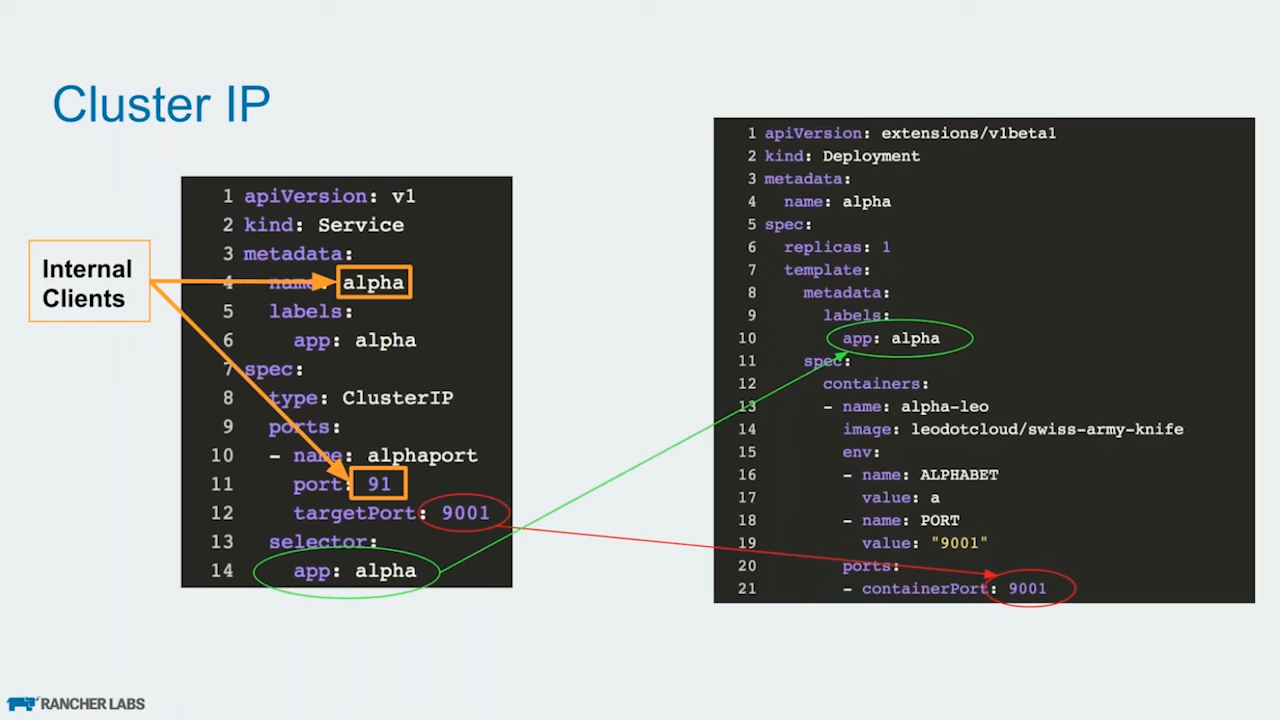 Cluster IP
Internal
Clients
1 apiVersion: v1
2 kind: Service
3 metadata:
4   name: alpha
5   labels:
6     app: alpha
7 spec:
8   type: ClusterIP
9   ports:
10   - name: alphaport
11     port: 91
12     targetPort: 9001
13   selector:
14     app: alpha
1 apiVersion: extensions/v1beta1
2 kind: Deployment
3 metadata:
4   name: alpha
5 spec:
6   replicas: 1
7   template:
8     metadata:
9       labels:
10         app: alpha
11     spec:
12       containers:
13       - name: alpha-leo
14         image: leodotcloud/swiss-army-knife
15         env:
16         - name: ALPHABET
17           value: a
18         - name: PORT
19           value: "9001"
20         ports:
21         - containerPort: 9001
RANCHER LABS